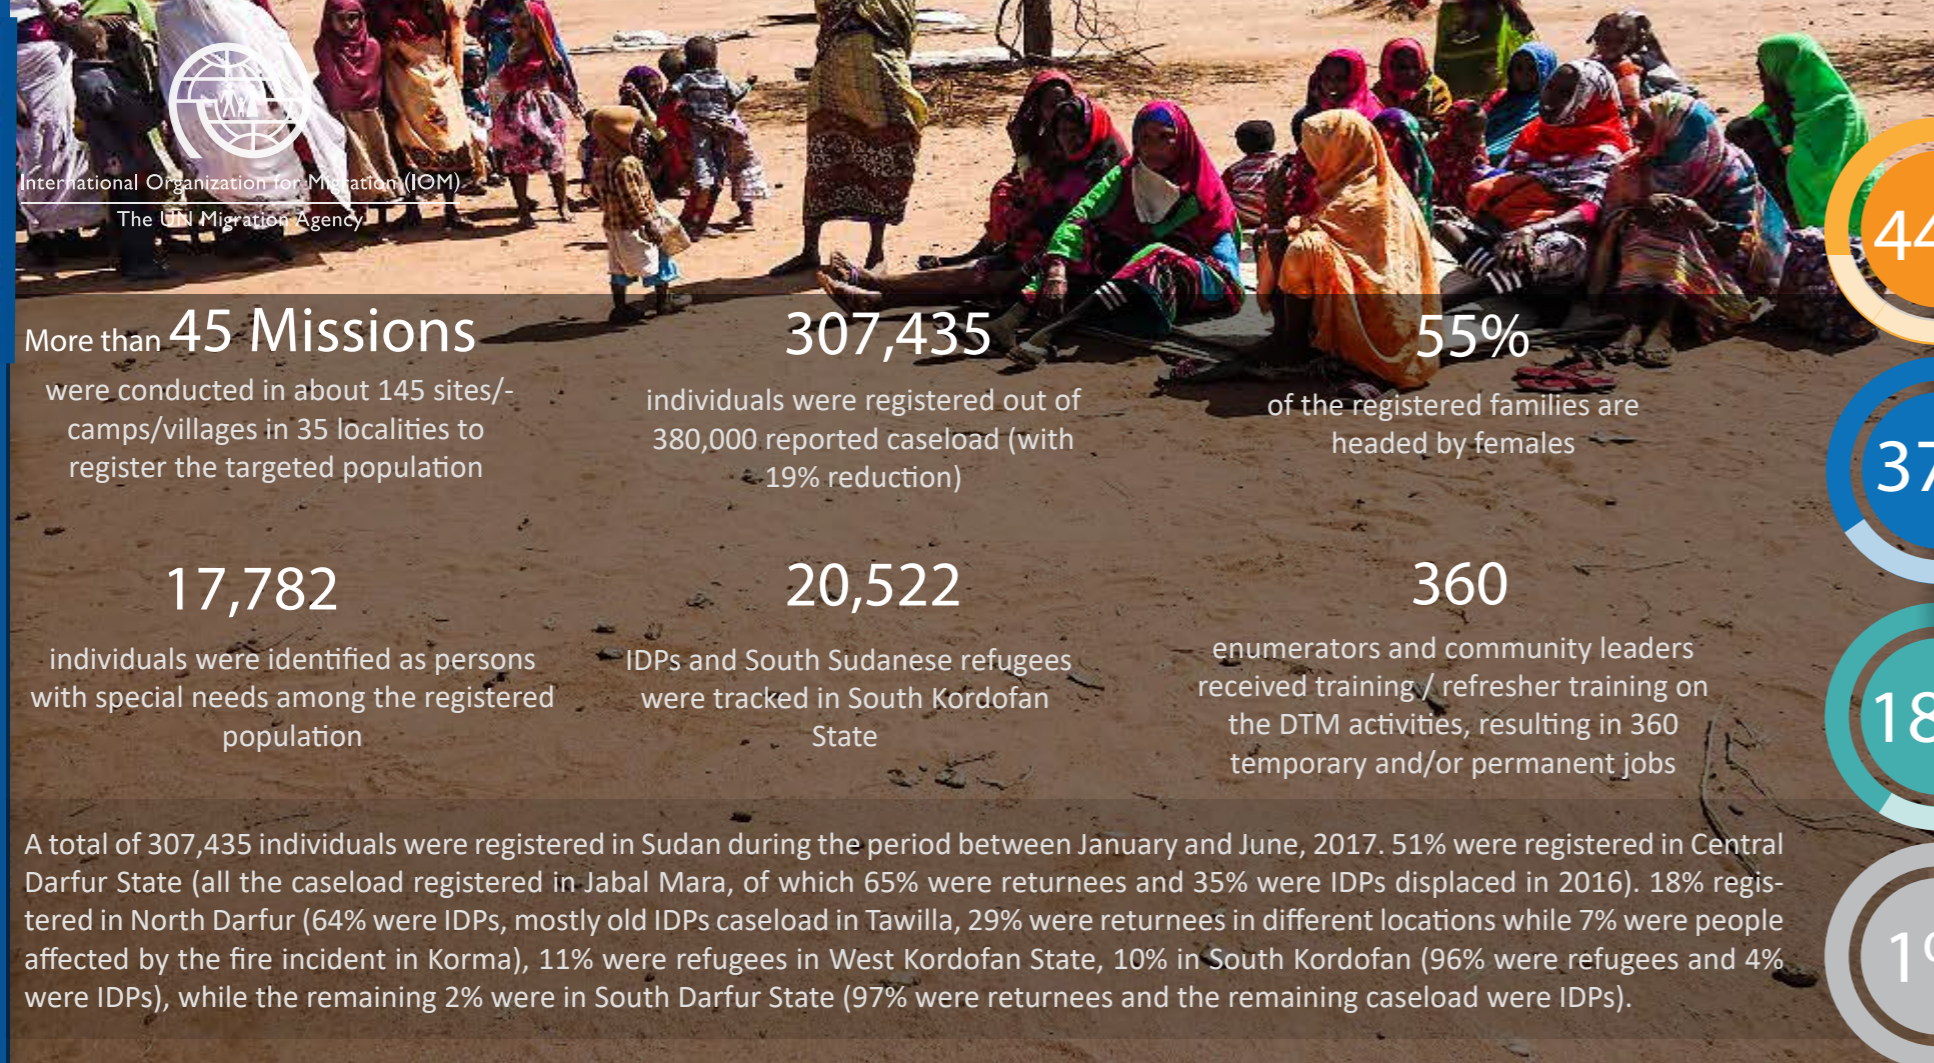 International Organization for Migration (IOM)
The UN Migration Agency
More than 45 Missions
were conducted in about 145 sites/-
camps/villages in 35 localities to
register the targeted population
307,435
individuals were registered out of
380,000 reported caseload (with
19% reduction)
55%
of the registered families are
headed by females
17,782
individuals were identified as persons
with special needs among the registered
population
20,522
IDPs and South Sudanese refugees
were tracked in South Kordofan
State
360
enumerators and community leaders
received training / refresher training on
the DTM activities, resulting in 360
temporary and/or permanent jobs
A total of 307,435 individuals were registered in Sudan during the period between January and June, 2017. 51% were registered in Central
Darfur State (all the caseload registered in Jabal Mara, of which 65% were returnees and 35% were IDPs displaced in 2016). 18% regis-
tered in North Darfur (64% were IDPs, mostly old IDPs caseload in Tawilla, 29% were returnees in different locations while 7% were people
affected by the fire incident in Korma), 11% were refugees in West Kordofan State, 10% in South Kordofan (96% were refugees and 4%
were IDPs), while the remaining 2% were in South Darfur State (97% were returnees and the remaining caseload were IDPs).
44
37
18
1